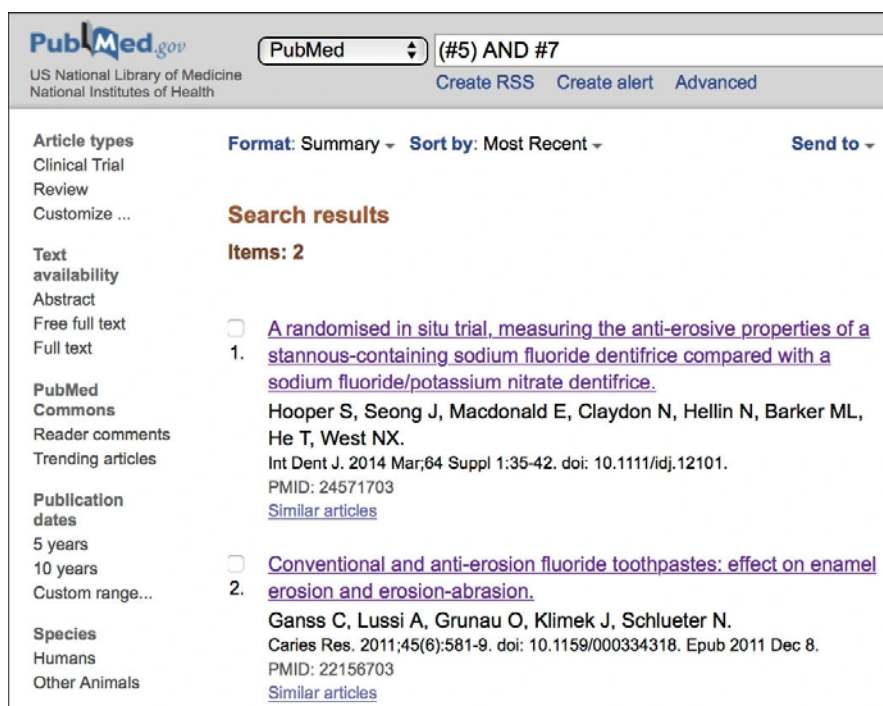 PubMed.gov
US National Library of Medicine
National Institutes of Health
PubMed
(#5) AND #7
Create RSS Create alert Advanced
Article types
Clinical Trial
Review
Customize ...
Text
availability
Abstract
Free full text
Full text
PubMed
Commons
Reader comments
Trending articles
Publication
dates
5 years
10 years
Custom range...
Species
Humans
Other Animals
Format: Summary Sort by: Most Recent Send to
Search results
Items: 2
1.
A randomised in situ trial, measuring the anti-erosive properties of a
stannous-containing sodium fluoride dentifrice compared with a
sodium fluoride/potassium nitrate dentifrice.
Hooper S, Seong J, Macdonald E, Claydon N, Hellin N, Barker ML,
He T, West NX.
Int Dent J. 2014 Mar;64 Suppl 1:35-42. doi: 10.1111/idj.12101.
PMID: 24571703
Similar articles
2.
Conventional and anti-erosion fluoride toothpastes: effect on enamel
erosion and erosion-abrasion.
Ganss C, Lussi A, Grunau O, Klimek J, Schlueter N.
Caries Res. 2011;45(6):581-9. doi: 10.1159/000334318. Epub 2011 Dec 8.
PMID: 22156703
Similar articles